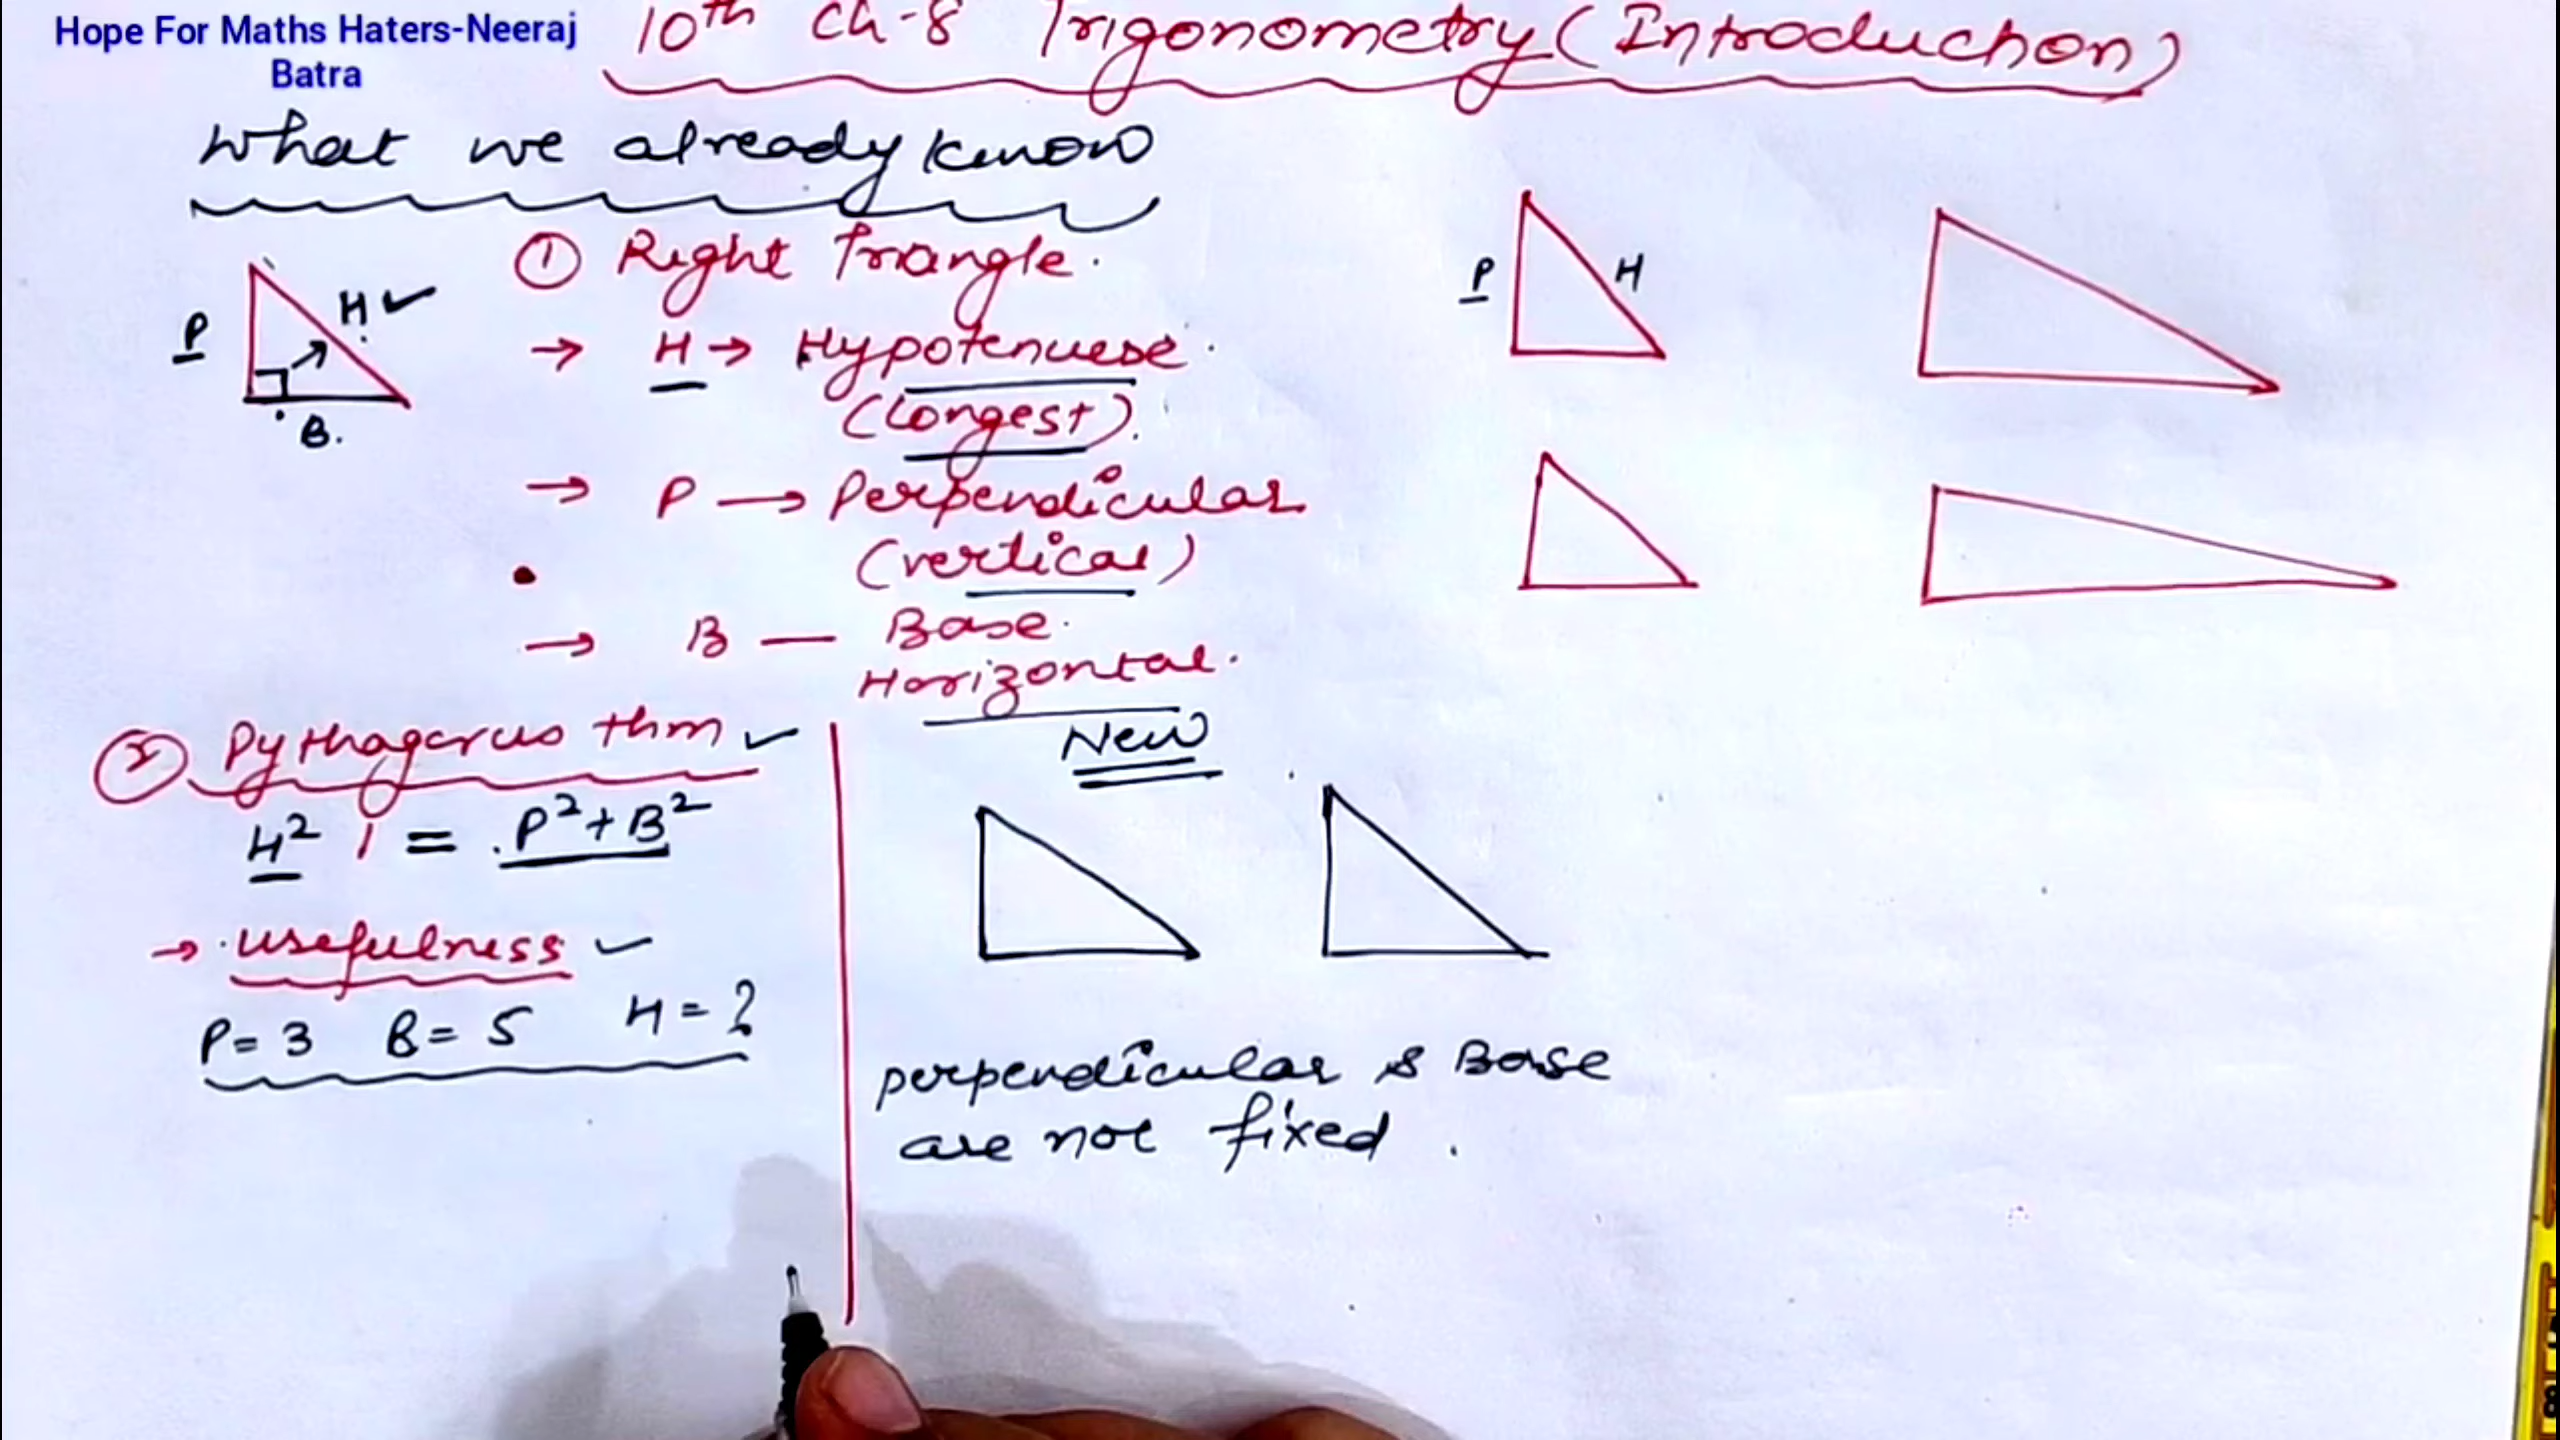 Hope For Maths Haters-Neeraj
Batra
10th Ch-8 Trigonometry (Introduction)
What we already know
① Right Triangle.
P
H ✓
B.
→ H → Hypotenuese.
(Longest).
→ P → Perpendicular
(vertical)
→ B — Base.
Horizontal.
P
H
② Pythagorus thm ✓
H² = P²+B²
→ usefulness ✓
P= 3 B= 5 H= ?
New
perpendicular & Base
are not fixed.